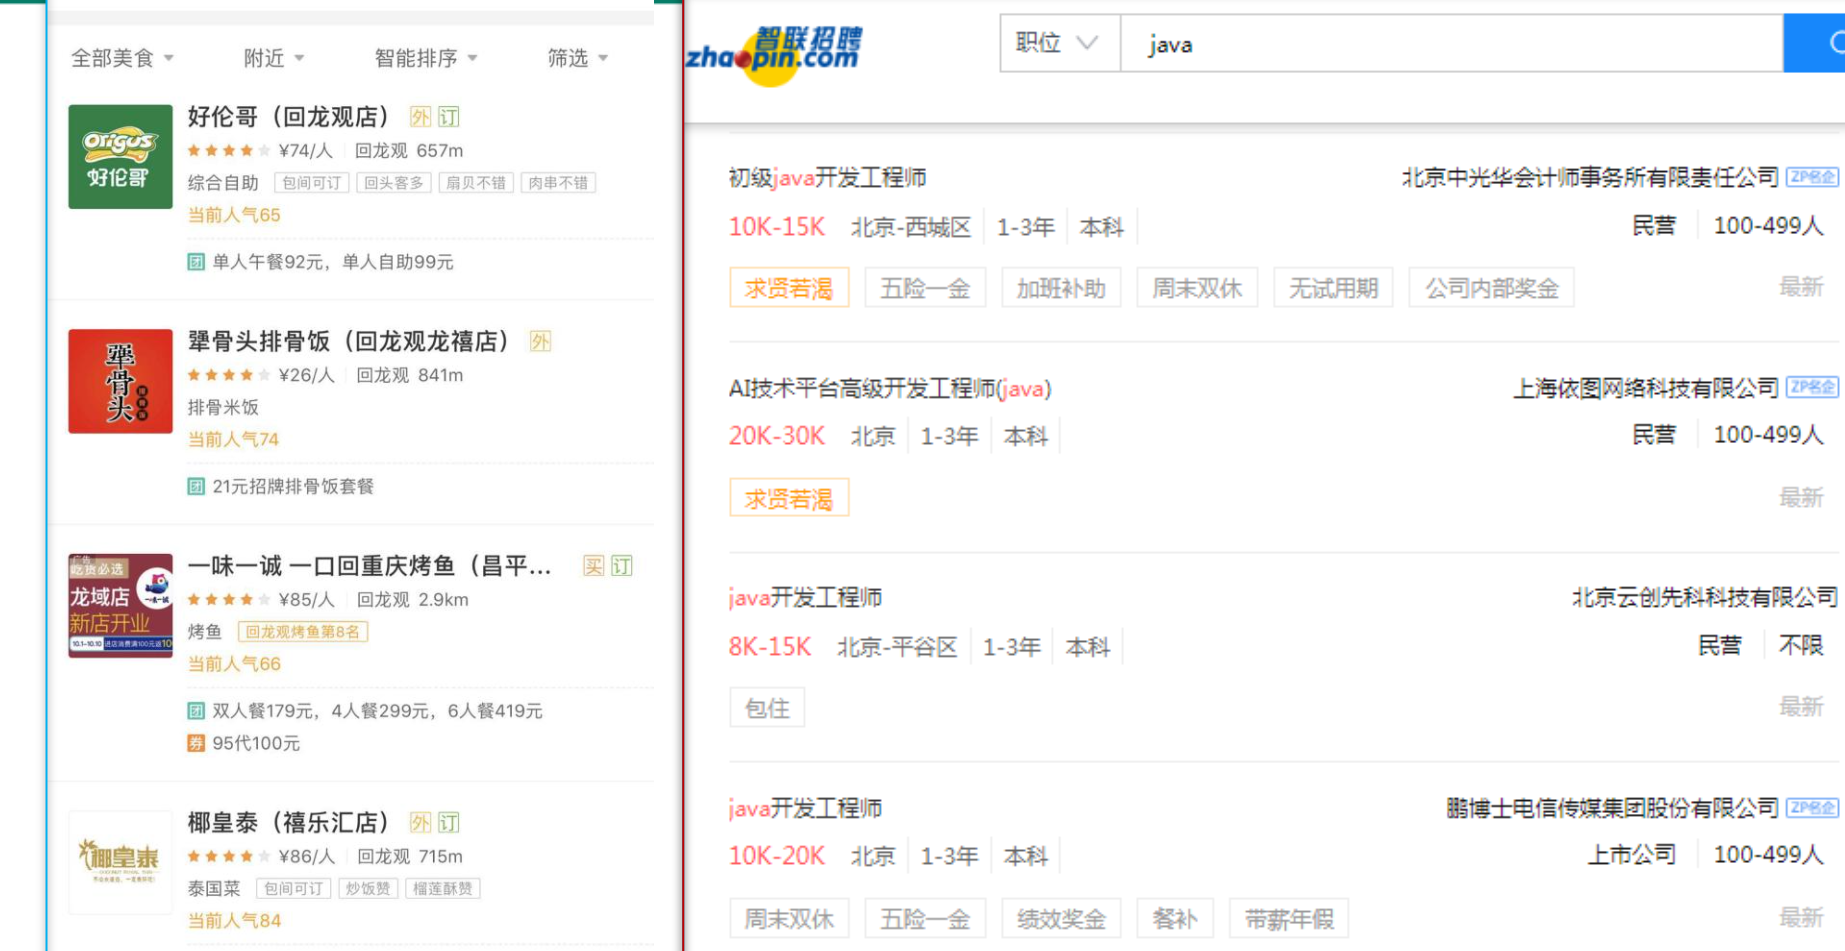 全部美食 附近 智能排序 筛选
origus
好伦哥
好伦哥（回龙观店） 外 订
¥74/人 回龙观 657m
综合自助 包间可订 回头客多 扇贝不错 肉串不错
当前人气65
团 单人午餐92元，单人自助99元
犟骨头
犟骨头排骨饭（回龙观龙禧店） 外
¥26/人 回龙观 841m
排骨米饭
当前人气74
团 21元招牌排骨饭套餐
广告
吃货必选
龙域店
新店开业
一味一诚 一口回重庆烤鱼（昌平... 买 订
¥85/人 回龙观 2.9km
烤鱼 回龙观烤鱼第8名
当前人气66
团 双人餐179元，4人餐299元，6人餐419元
券 95代100元
椰皇泰
椰皇泰（禧乐汇店） 外 订
¥86/人 回龙观 715m
泰国菜 包间可订 炒饭赞 榴莲酥赞
当前人气84
智联招聘
zhaopin.com
职位 java
初级java开发工程师 北京中光华会计师事务所有限责任公司 ZP名企
10K-15K 北京-西城区 1-3年 本科 民营 100-499人
求贤若渴 五险一金 加班补助 周末双休 无试用期 公司内部奖金 最新
AI技术平台高级开发工程师(java) 上海依图网络科技有限公司 ZP名企
20K-30K 北京 1-3年 本科 民营 100-499人
求贤若渴 最新
java开发工程师 北京云创先科科技有限公司
8K-15K 北京-平谷区 1-3年 本科 民营 不限
包住 最新
java开发工程师 鹏博士电信传媒集团股份有限公司 ZP名企
10K-20K 北京 1-3年 本科 上市公司 100-499人
周末双休 五险一金 绩效奖金 餐补 带薪年假 最新